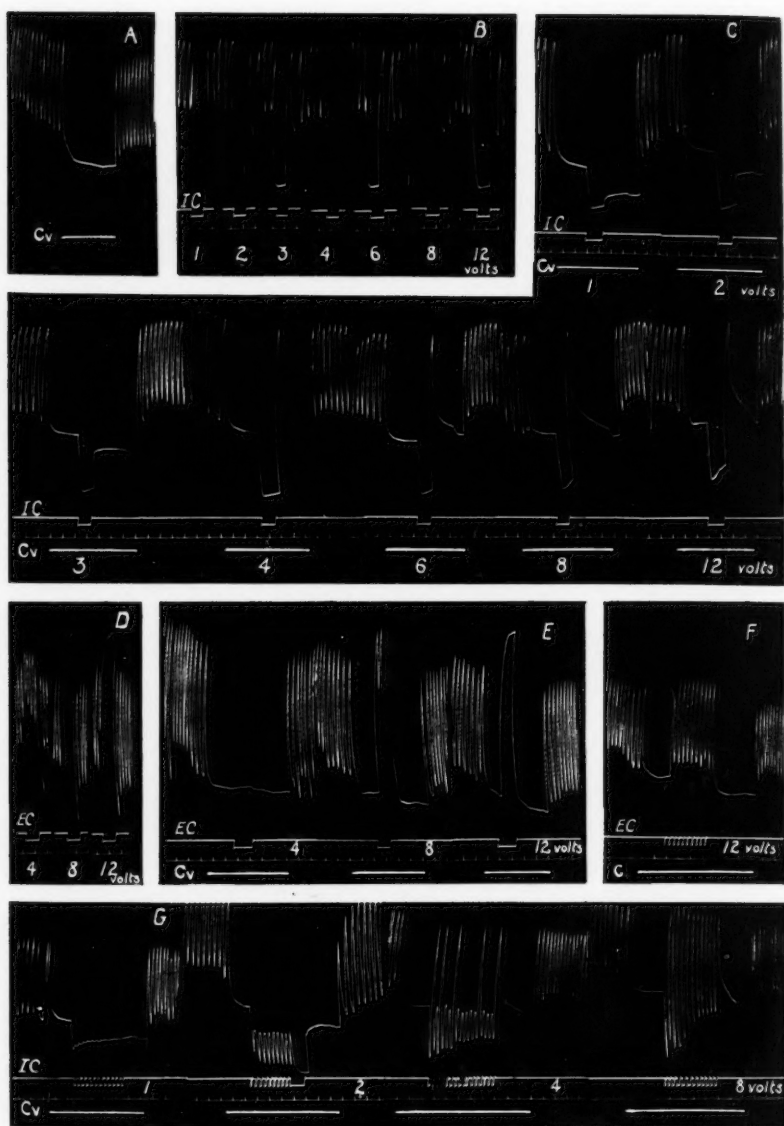 A
Cv
B
IC
1 2 3 4 6 8 12
volts
C
IC
Cv
1 2 volts
IC
Cv
3 4 6 8 12 volts
D
EC
4 8 12
volts
E
EC
4 8 12 volts
Cv
F
EC
12 volts
C
G
IC
1 2 4 8 volts
Cv